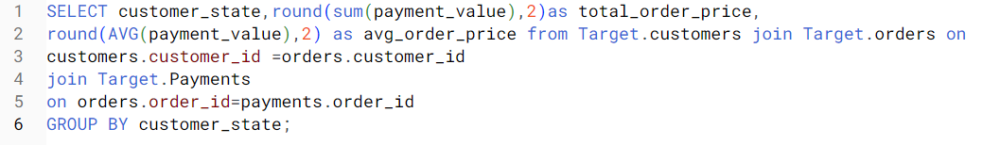 1 SELECT customer_state,round(sum(payment_value),2)as total_order_price,
2 round(AVG(payment_value),2) as avg_order_price from Target.customers join Target.orders on
3 customers.customer_id =orders.customer_id
4 join Target.Payments
5 on orders.order_id=payments.order_id
6 GROUP BY customer_state;